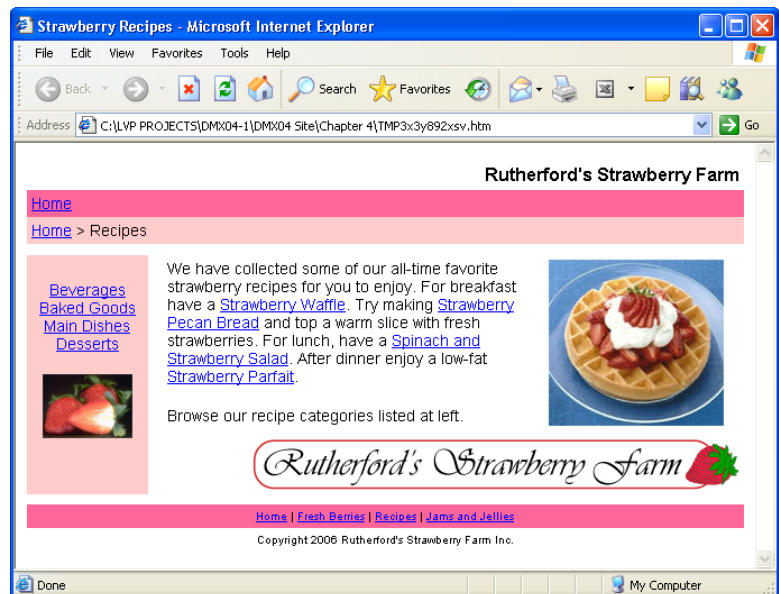 Strawberry Recipes - Microsoft Internet Explorer
File Edit View Favorites Tools Help
Back Search Favorites
Address C:\LVP PROJECTS\DMX04-1\DMX04 Site\Chapter 4\TMP3x3y892xsv.htm Go
Rutherford's Strawberry Farm
Home
Home > Recipes
Beverages
Baked Goods
Main Dishes
Desserts
We have collected some of our all-time favorite
strawberry recipes for you to enjoy. For breakfast
have a Strawberry Waffle. Try making Strawberry
Pecan Bread and top a warm slice with fresh
strawberries. For lunch, have a Spinach and
Strawberry Salad. After dinner enjoy a low-fat
Strawberry Parfait.
Browse our recipe categories listed at left.
Rutherford's Strawberry Farm
Home | Fresh Berries | Recipes | Jams and Jellies
Copyright 2006 Rutherford's Strawberry Farm Inc.
Done My Computer